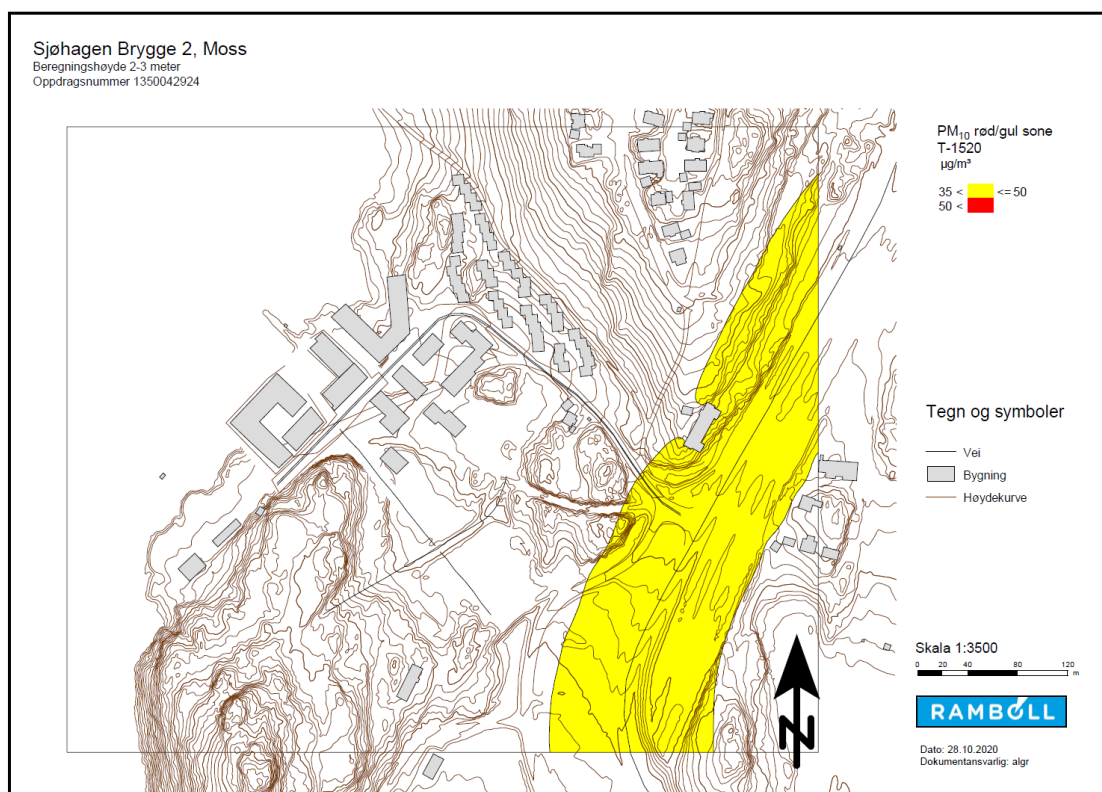 Sjøhagen Brygge 2, Moss
Beregningshøyde 2-3 meter
Oppdragsnummer 1350042924
PM₁₀ rød/gul sone
T-1520
µg/m³
35 < <= 50
50 <
Tegn og symboler
Vei
Bygning
Høydekurve
Skala 1:3500
0 20 40 80 120
m
N
RAMBOLL
Dato: 28.10.2020
Dokumentansvarlig: algr